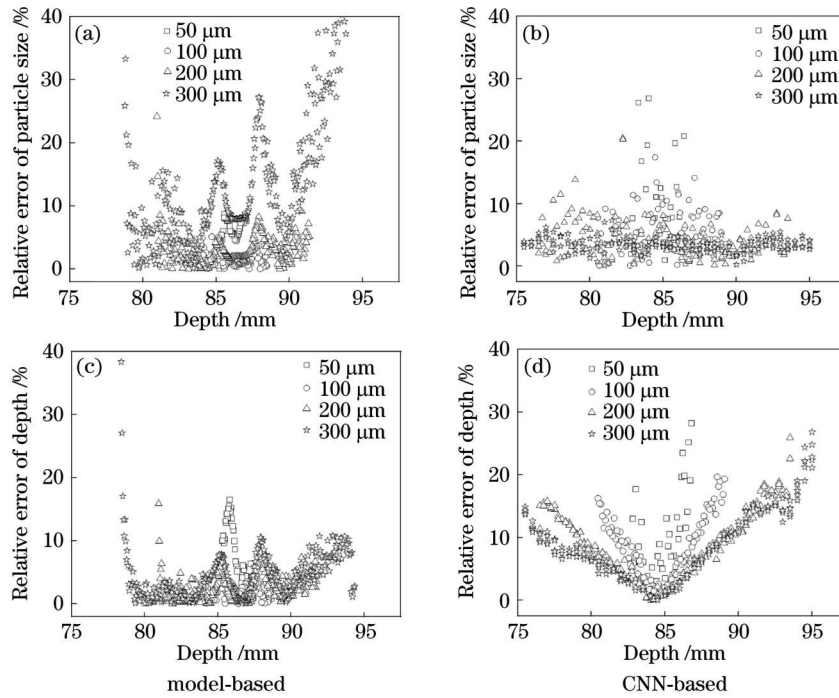 (a)
50 μm
100 μm
200 μm
300 μm
40
30
20
10
0
Relative error of particle size /%
75 80 85 90 95
Depth /mm
(b)
50 μm
100 μm
200 μm
300 μm
40
30
20
10
0
Relative error of particle size /%
75 80 85 90 95
Depth /mm
(c)
50 μm
100 μm
200 μm
300 μm
40
30
20
10
0
Relative error of depth /%
75 80 85 90 95
Depth /mm
model-based
(d)
50 μm
100 μm
200 μm
300 μm
40
30
20
10
0
Relative error of depth /%
75 80 85 90 95
Depth /mm
CNN-based